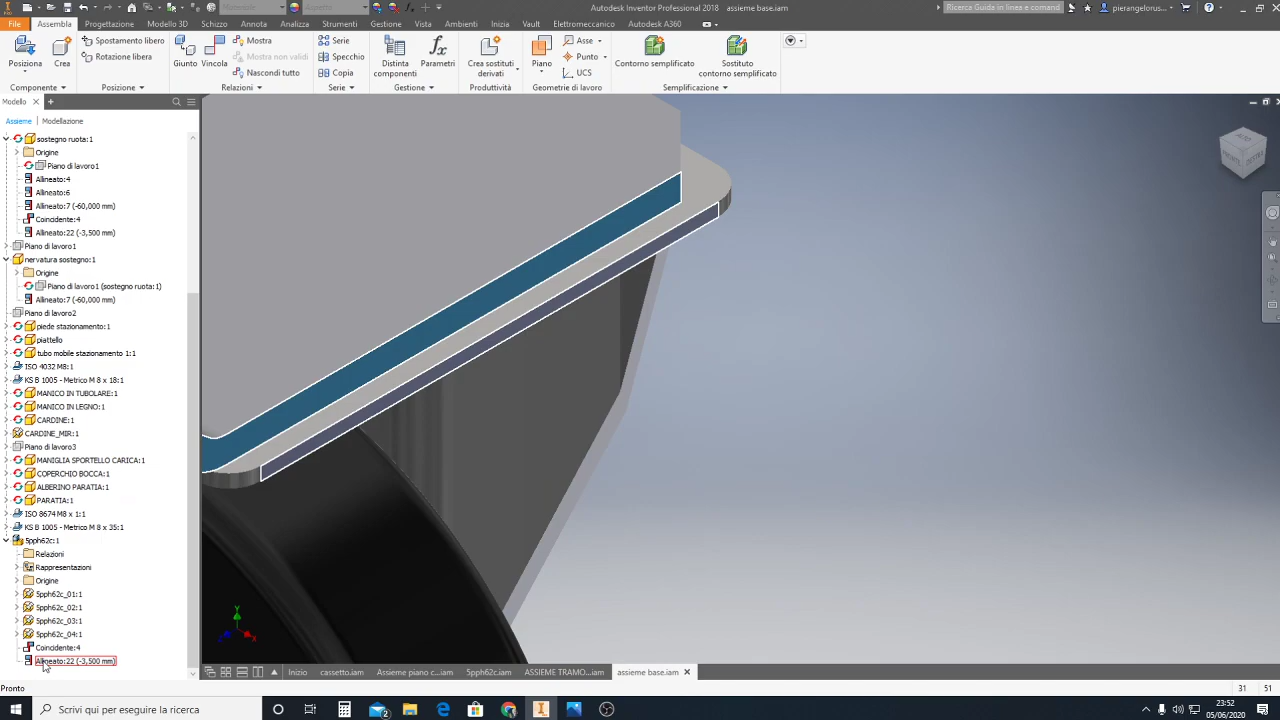 Materiale
Aspetto
Autodesk Inventor Professional 2018
assieme base.iam
Ricerca Guida in linea e comand
pierangelorus...
File
Assembla
Progettazione
Modello 3D
Schizzo
Annota
Analizza
Strumenti
Gestione
Vista
Ambienti
Inizia
Vault
Elettromeccanico
Autodesk A360
Posiziona
Crea
Spostamento libero
Rotazione libera
Giunto
Vincola
Mostra
Mostra non validi
Nascondi tutto
Serie
Specchio
Copia
Distinta
componenti
Parametri
Crea sostituti
derivati
Piano
Asse
Punto
UCS
Contorno semplificato
Sostituto
contorno semplificato
Componente
Posizione
Relazioni
Serie
Gestione
Produttività
Geometrie di lavoro
Semplificazione
Modello
Assieme
Modellazione
sostegno ruota:1
Origine
Piano di lavoro1
Allineato:4
Allineato:6
Allineato:7 (-60,000 mm)
Coincidente:4
Allineato:22 (-3,500 mm)
Piano di lavoro1
nervatura sostegno:1
Origine
Piano di lavoro1 (sostegno ruota:1)
Allineato:7 (-60,000 mm)
Piano di lavoro2
piede stazionamento:1
piattello
tubo mobile stazionamento 1:1
ISO 4032 M8:1
KS B 1005 - Metrico M 8 x 18:1
MANICO IN TUBOLARE:1
MANICO IN LEGNO:1
CARDINE:1
CARDINE_MIR:1
Piano di lavoro3
MANIGLIA SPORTELLO CARICA:1
COPERCHIO BOCCA:1
ALBERINO PARATIA:1
PARATIA:1
ISO 8674 M8 x 1:1
KS B 1005 - Metrico M 8 x 35:1
5pph62c:1
Relazioni
Rappresentazioni
Origine
5pph62c_01:1
5pph62c_02:1
5pph62c_03:1
5pph62c_04:1
Coincidente:4
Allineato:22 (-3,500 mm)
Y
X
Z
Inizio
cassetto.iam
Assieme piano c....iam
5pph62c.iam
ASSIEME TRAMO....iam
assieme base.iam
Pronto
31
51
Scrivi qui per eseguire la ricerca
23:52
05/06/2020